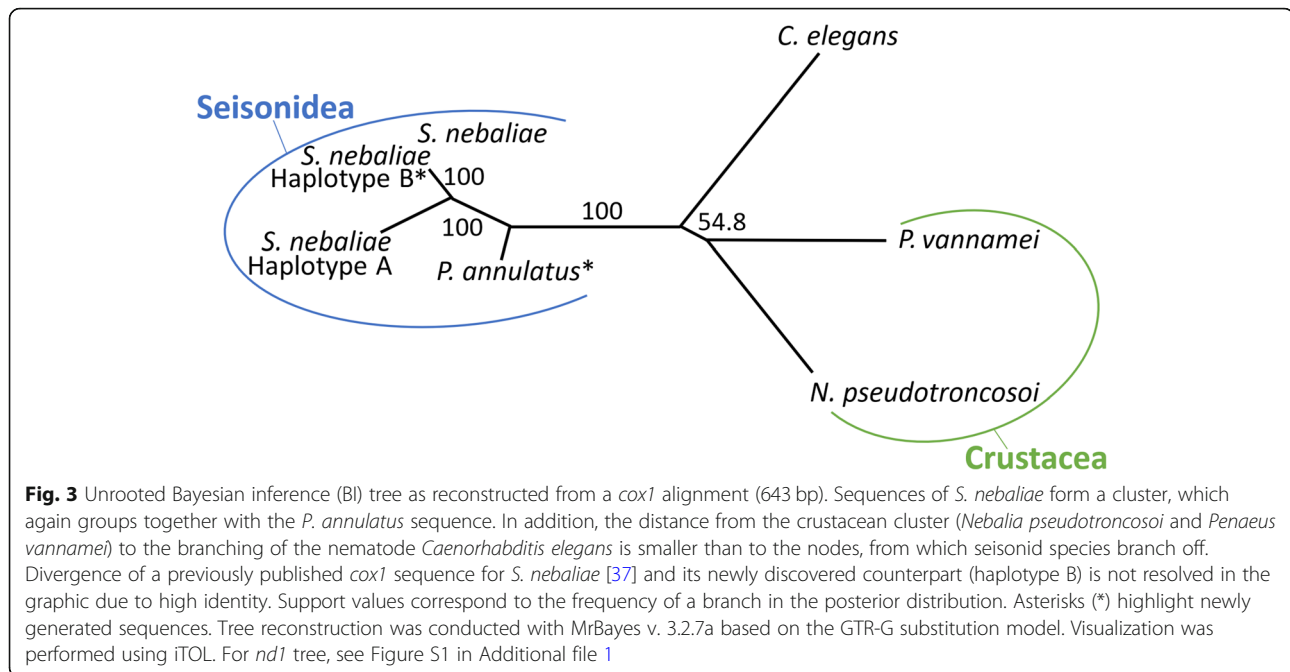 C. elegans
Seisonidea
S. nebaliae
S. nebaliae
Haplotype B*
100
100
100
54.8
S. nebaliae
Haplotype A
P. annulatus*
P. vannamei
N. pseudotroncosoi
Crustacea
Fig. 3 Unrooted Bayesian inference (BI) tree as reconstructed from a cox1 alignment (643 bp). Sequences of S. nebaliae form a cluster, which
again groups together with the P. annulatus sequence. In addition, the distance from the crustacean cluster (Nebalia pseudotroncosoi and Penaeus
vannamei) to the branching of the nematode Caenorhabditis elegans is smaller than to the nodes, from which seisonid species branch off.
Divergence of a previously published cox1 sequence for S. nebaliae [37] and its newly discovered counterpart (haplotype B) is not resolved in the
graphic due to high identity. Support values correspond to the frequency of a branch in the posterior distribution. Asterisks (*) highlight newly
generated sequences. Tree reconstruction was conducted with MrBayes v. 3.2.7a based on the GTR-G substitution model. Visualization was
performed using iTOL. For nd1 tree, see Figure S1 in Additional file 1